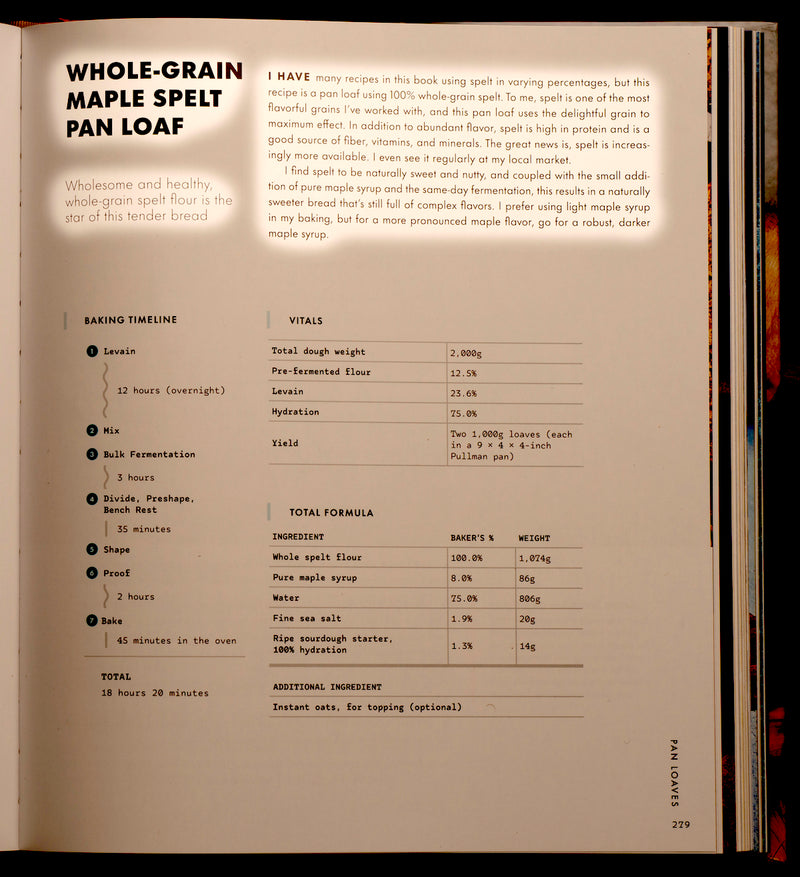 WHOLE-GRAIN
MAPLE SPELT
PAN LOAF
Wholesome and healthy,
whole-grain spelt flour is the
star of this tender bread
I HAVE many recipes in this book using spelt in varying percentages, but this
recipe is a pan loaf using 100% whole-grain spelt. To me, spelt is one of the most
flavorful grains I've worked with, and this pan loaf uses the delightful grain to
maximum effect. In addition to abundant flavor, spelt is high in protein and is a
good source of fiber, vitamins, and minerals. The great news is, spelt is increas-
ingly more available. I even see it regularly at my local market.
I find spelt to be naturally sweet and nutty, and coupled with the small addi-
tion of pure maple syrup and the same-day fermentation, this results in a naturally
sweeter bread that's still full of complex flavors. I prefer using light maple syrup
in my baking, but for a more pronounced maple flavor, go for a robust, darker
maple syrup.
BAKING TIMELINE
1 Levain
12 hours (overnight)
2 Mix
3 Bulk Fermentation
3 hours
4 Divide, Preshape,
Bench Rest
35 minutes
5 Shape
6 Proof
2 hours
7 Bake
45 minutes in the oven
TOTAL
18 hours 20 minutes
VITALS
Total dough weight 2,000g
Pre-fermented flour 12.5%
Levain 23.6%
Hydration 75.0%
Yield Two 1,000g loaves (each
in a 9 × 4 × 4-inch
Pullman pan)
TOTAL FORMULA
INGREDIENT BAKER'S % WEIGHT
Whole spelt flour 100.0% 1,074g
Pure maple syrup 8.0% 86g
Water 75.0% 806g
Fine sea salt 1.9% 20g
Ripe sourdough starter,
100% hydration 1.3% 14g
ADDITIONAL INGREDIENT
Instant oats, for topping (optional)
PAN LOAVES
279